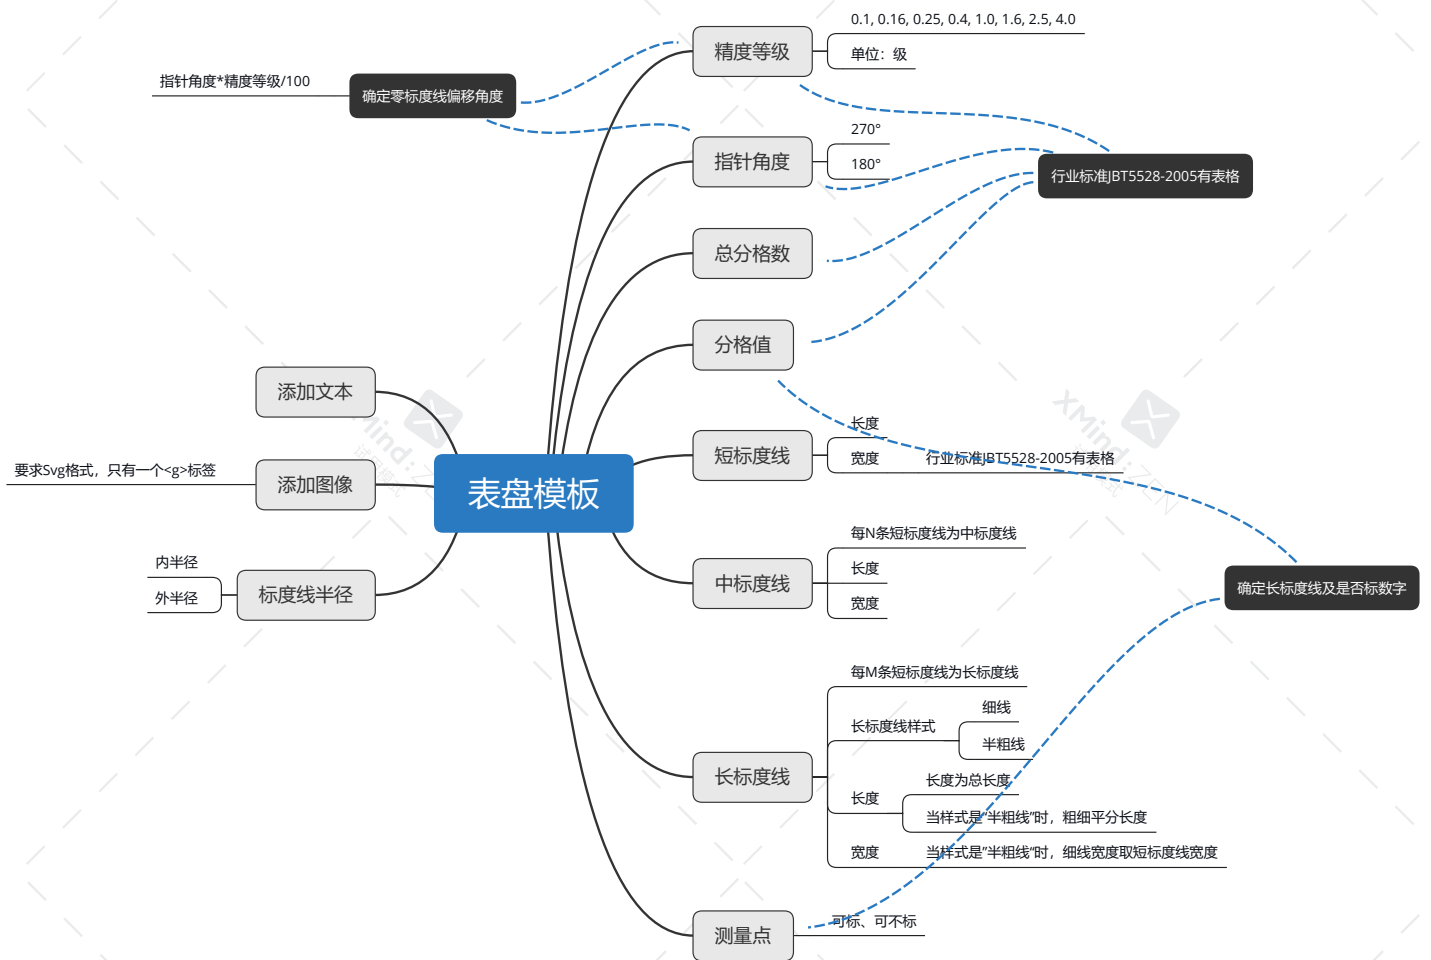 表盘模板
精度等级
0.1, 0.16, 0.25, 0.4, 1.0, 1.6, 2.5, 4.0
单位：级
指针角度*精度等级/100
确定零标度线偏移角度
指针角度
270°
180°
行业标准JBT5528-2005有表格
总分格数
分格值
短标度线
长度
宽度
行业标准JBT5528-2005有表格
中标度线
每N条短标度线为中标度线
长度
宽度
确定长标度线及是否标数字
长标度线
每M条短标度线为长标度线
长标度线样式
细线
半粗线
长度
长度为总长度
当样式是"半粗线"时，粗细平分长度
宽度
当样式是"半粗线"时，细线宽度取短标度线宽度
测量点
可标、可不标
添加文本
添加图像
要求Svg格式，只有一个<g>标签
标度线半径
内半径
外半径
XMind: ZEN
XMind: ZEN